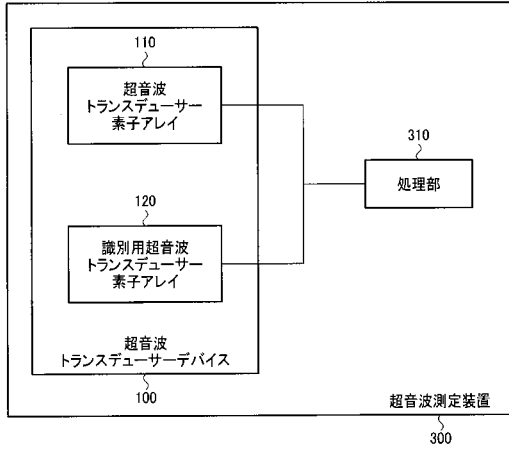 110
超音波
トランスデューサー
素子アレイ
310
処理部
120
識別用超音波
トランスデューサー
素子アレイ
超音波
トランスデューサーデバイス
100
超音波測定装置
300